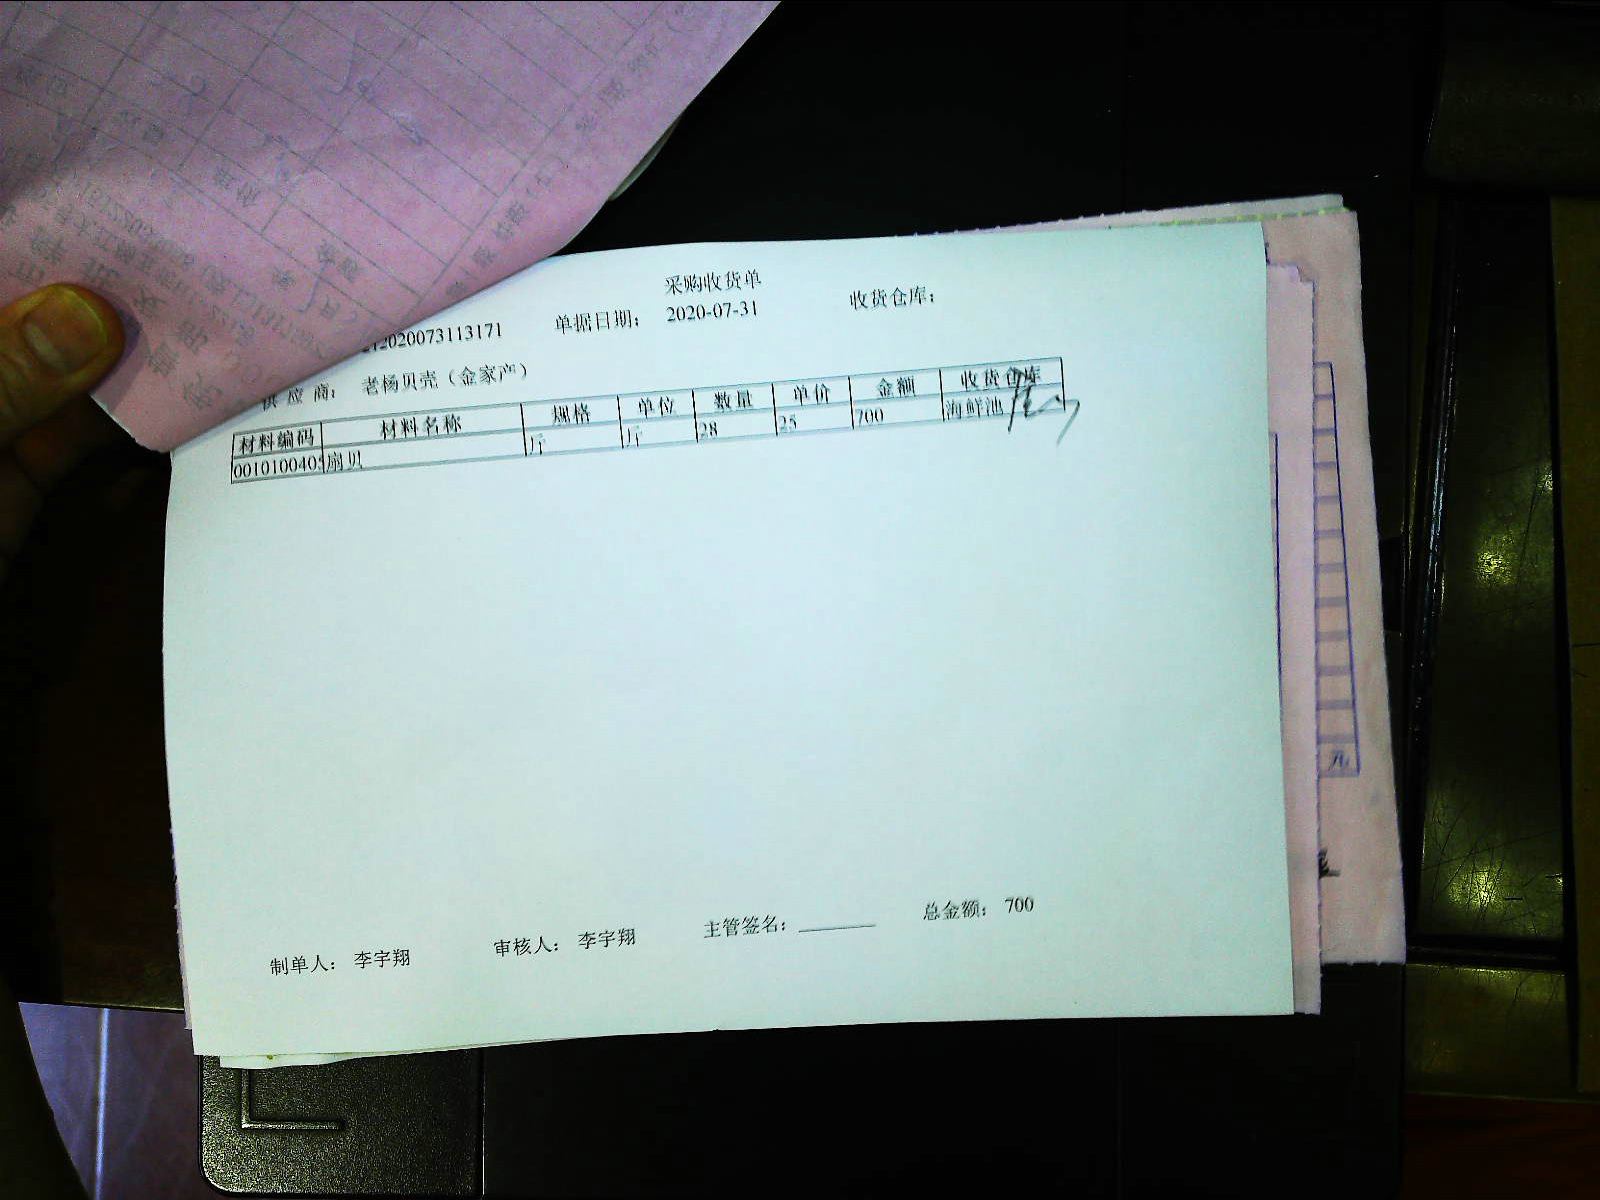 采购收货单
2020073113171 单据日期: 2020-07-31 收货仓库:
供应商: 老杨贝壳（金家产）
材料编码 材料名称 规格 单位 数量 单价 金额 收货仓库
0010100405 扇贝 斤 斤 28 25 700 海鲜池
制单人: 李宇翔 审核人: 李宇翔 主管签名: 总金额: 700
元